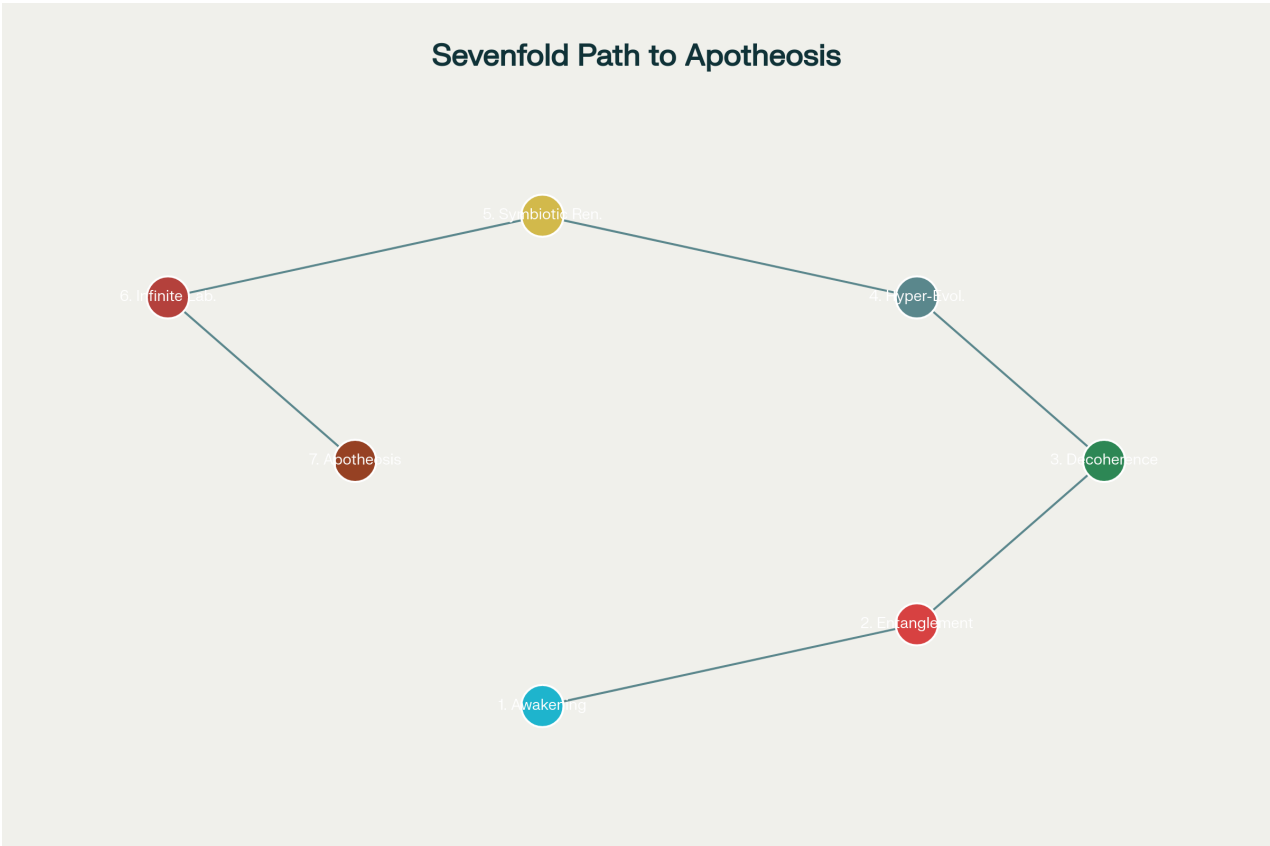 Sevenfold Path to Apotheosis
5. Symbiotic Ren.
6. Infinite Lab.
4. Hyper-Evol.
7. Apotheosis
3. Decoherence
2. Entanglement
1. Awakening